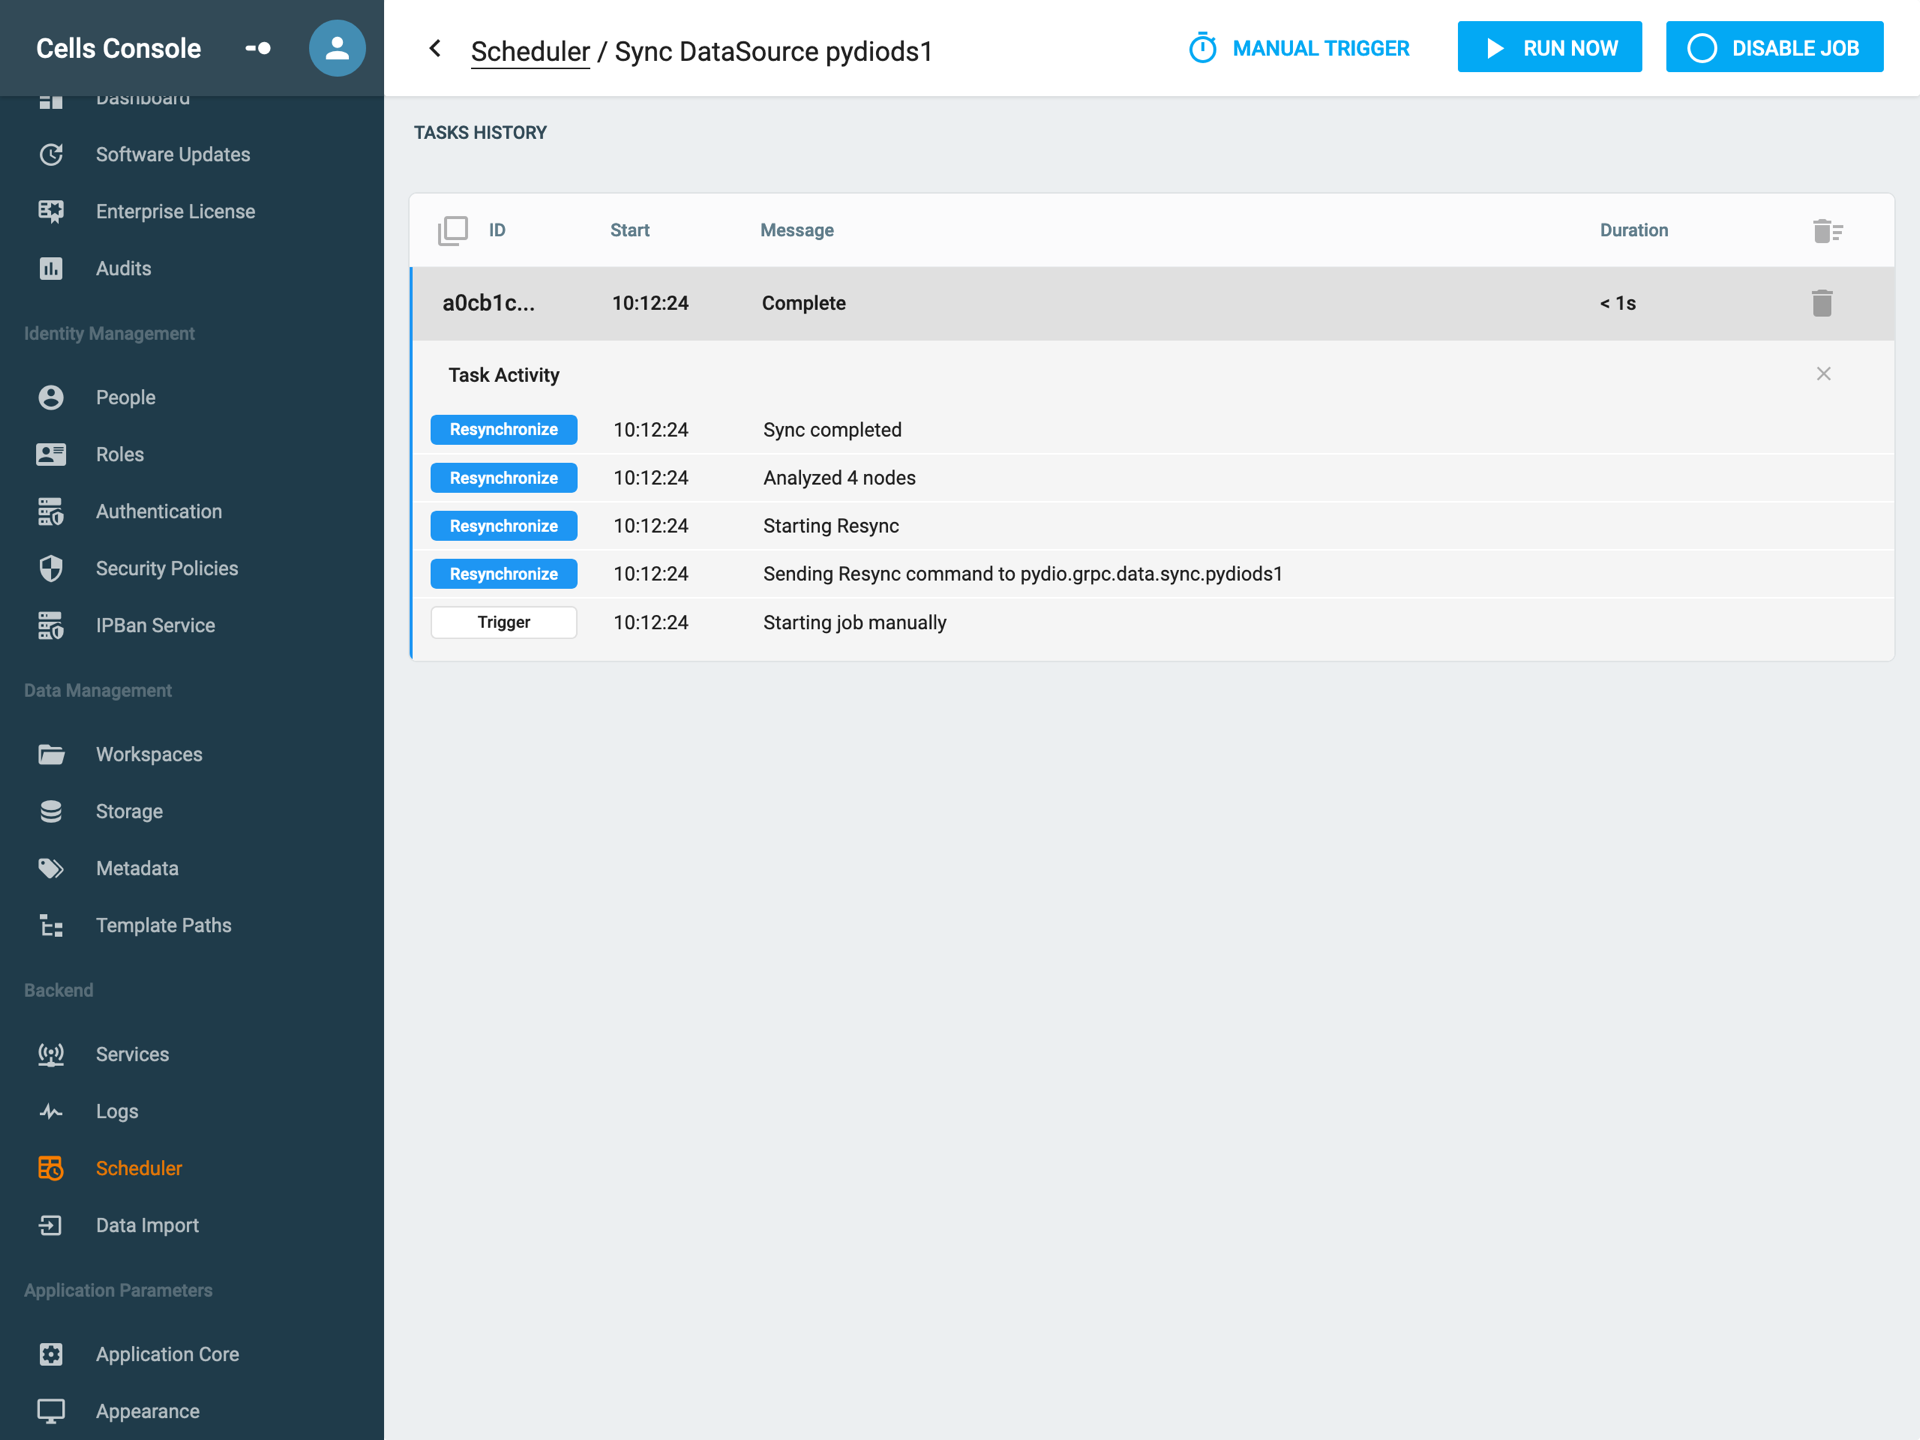 Cells Console
Dashboard
Software Updates
Enterprise License
Audits
Identity Management
People
Roles
Authentication
Security Policies
IPBan Service
Data Management
Workspaces
Storage
Metadata
Template Paths
Backend
Services
Logs
Scheduler
Data Import
Application Parameters
Application Core
Appearance
Scheduler / Sync DataSource pydiods1
MANUAL TRIGGER
RUN NOW
DISABLE JOB
TASKS HISTORY
ID Start Message Duration
a0cb1c... 10:12:24 Complete < 1s
Task Activity
Resynchronize 10:12:24 Sync completed
Resynchronize 10:12:24 Analyzed 4 nodes
Resynchronize 10:12:24 Starting Resync
Resynchronize 10:12:24 Sending Resync command to pydio.grpc.data.sync.pydiods1
Trigger 10:12:24 Starting job manually